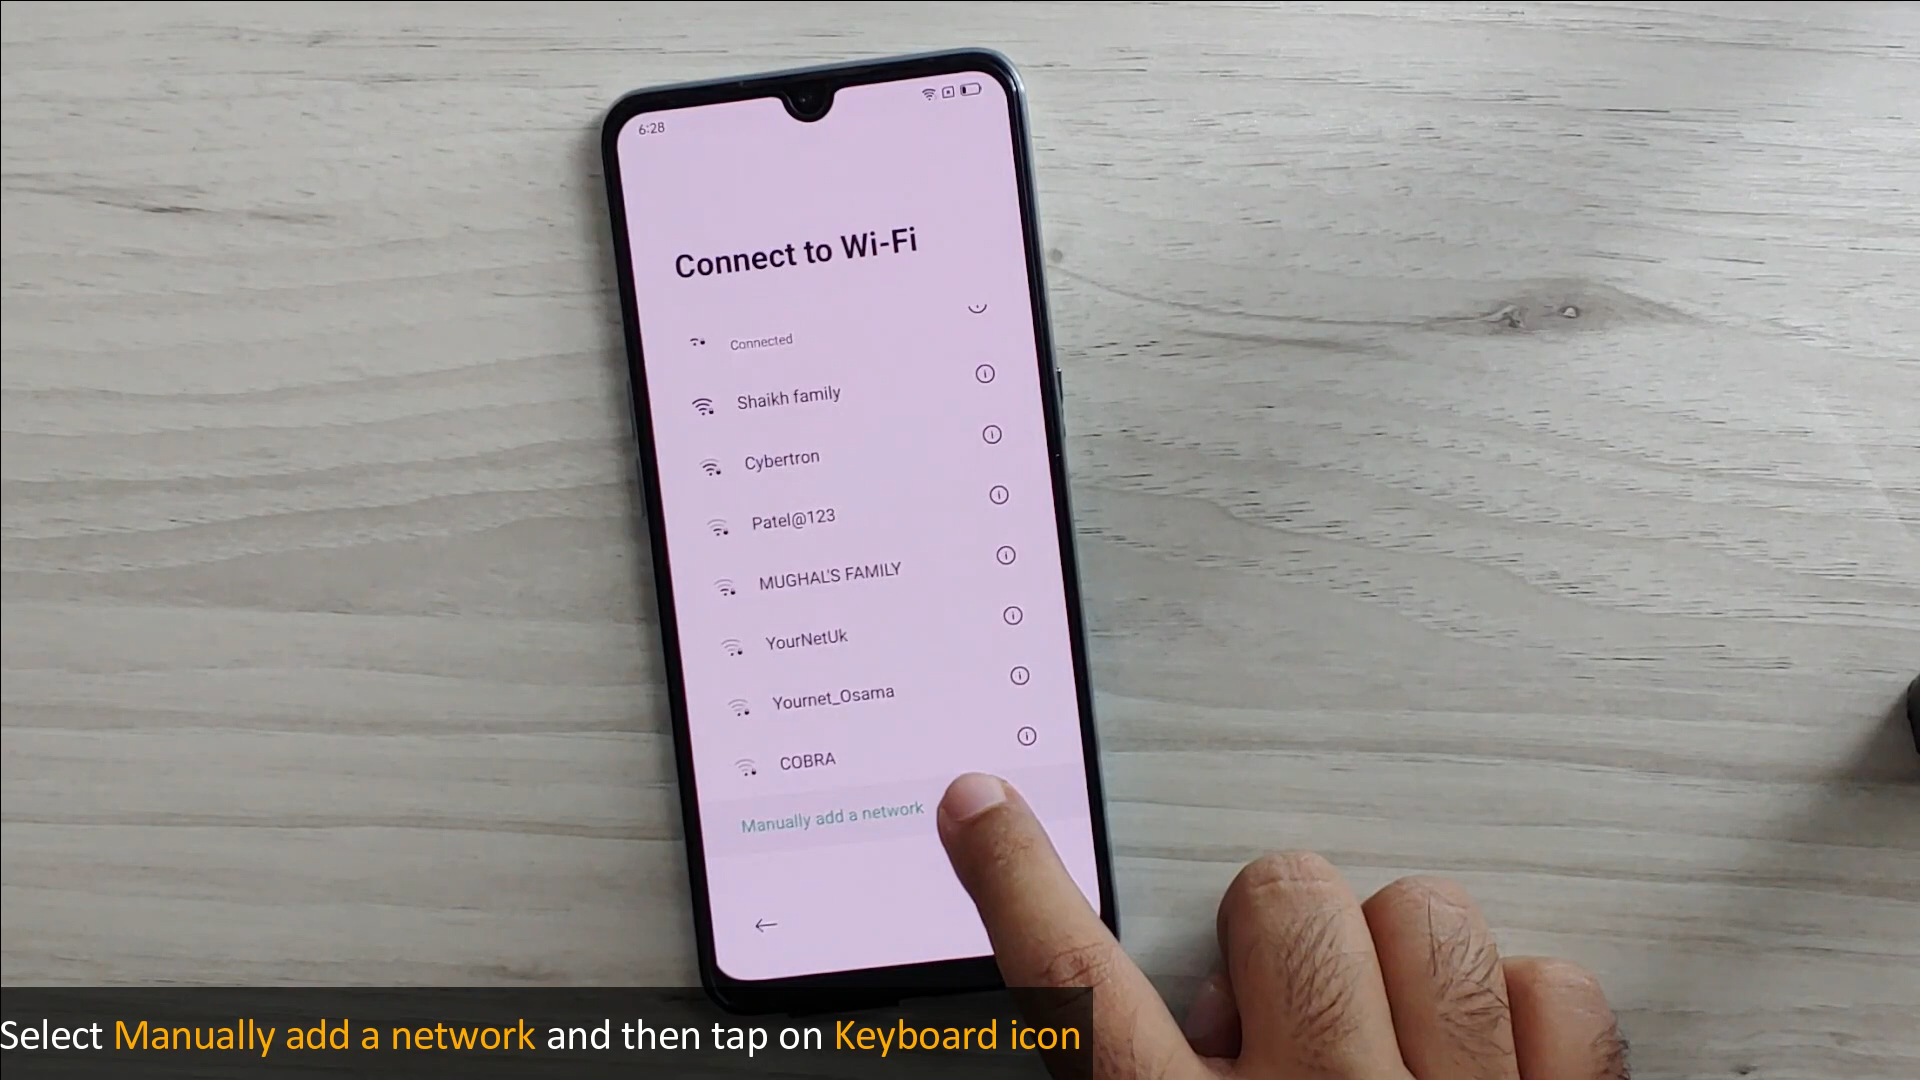 6:28
Connect to Wi-Fi
Connected
Shaikh family
Cybertron
Patel@123
MUGHAL'S FAMILY
YourNetUk
Yournet_Osama
COBRA
Manually add a network
Select Manually add a network and then tap on Keyboard icon